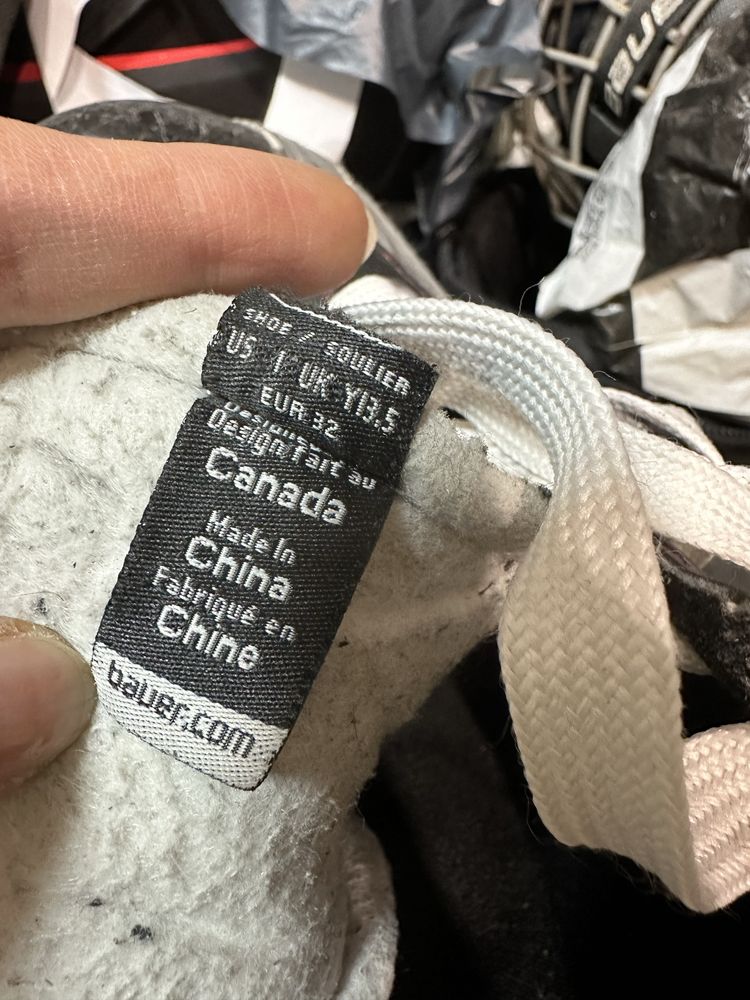 SHOE / SOULIER
US 1 UK Y13.5
EUR 32
Design fait au
Canada
Made in
China
Fabriqué en
Chine
bauer.com
BAUER